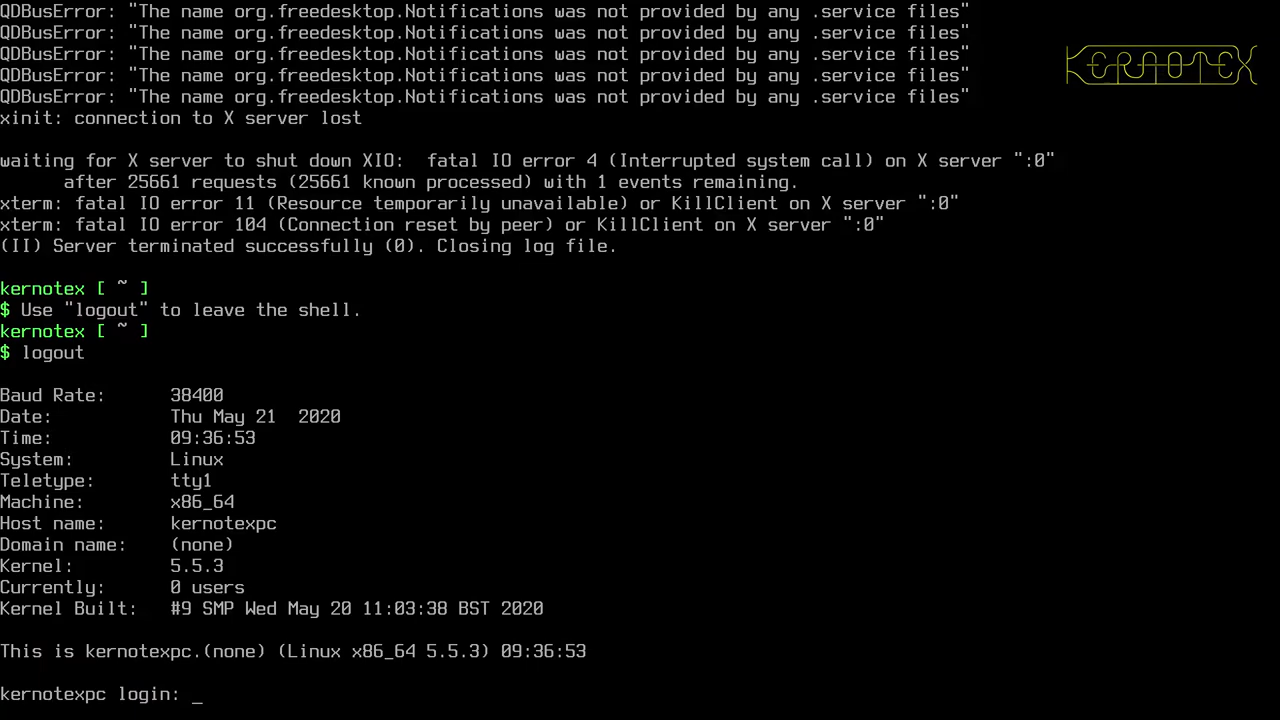 QDBusError: "The name org.freedesktop.Notifications was not provided by any .service files"
QDBusError: "The name org.freedesktop.Notifications was not provided by any .service files"
QDBusError: "The name org.freedesktop.Notifications was not provided by any .service files"
QDBusError: "The name org.freedesktop.Notifications was not provided by any .service files"
QDBusError: "The name org.freedesktop.Notifications was not provided by any .service files"
KERNOTEX
xinit: connection to X server lost
waiting for X server to shut down XIO:  fatal IO error 4 (Interrupted system call) on X server ":0"
      after 25661 requests (25661 known processed) with 1 events remaining.
xterm: fatal IO error 11 (Resource temporarily unavailable) or KillClient on X server ":0"
xterm: fatal IO error 104 (Connection reset by peer) or KillClient on X server ":0"
(II) Server terminated successfully (0). Closing log file.
kernotex [ ~ ]
$ Use "logout" to leave the shell.
kernotex [ ~ ]
$ logout
Baud Rate:      38400
Date:           Thu May 21  2020
Time:           09:36:53
System:         Linux
Teletype:       tty1
Machine:        x86_64
Host name:      kernotexpc
Domain name:    (none)
Kernel:         5.5.3
Currently:      0 users
Kernel Built:   #9 SMP Wed May 20 11:03:38 BST 2020
This is kernotexpc.(none) (Linux x86_64 5.5.3) 09:36:53
kernotexpc login: _